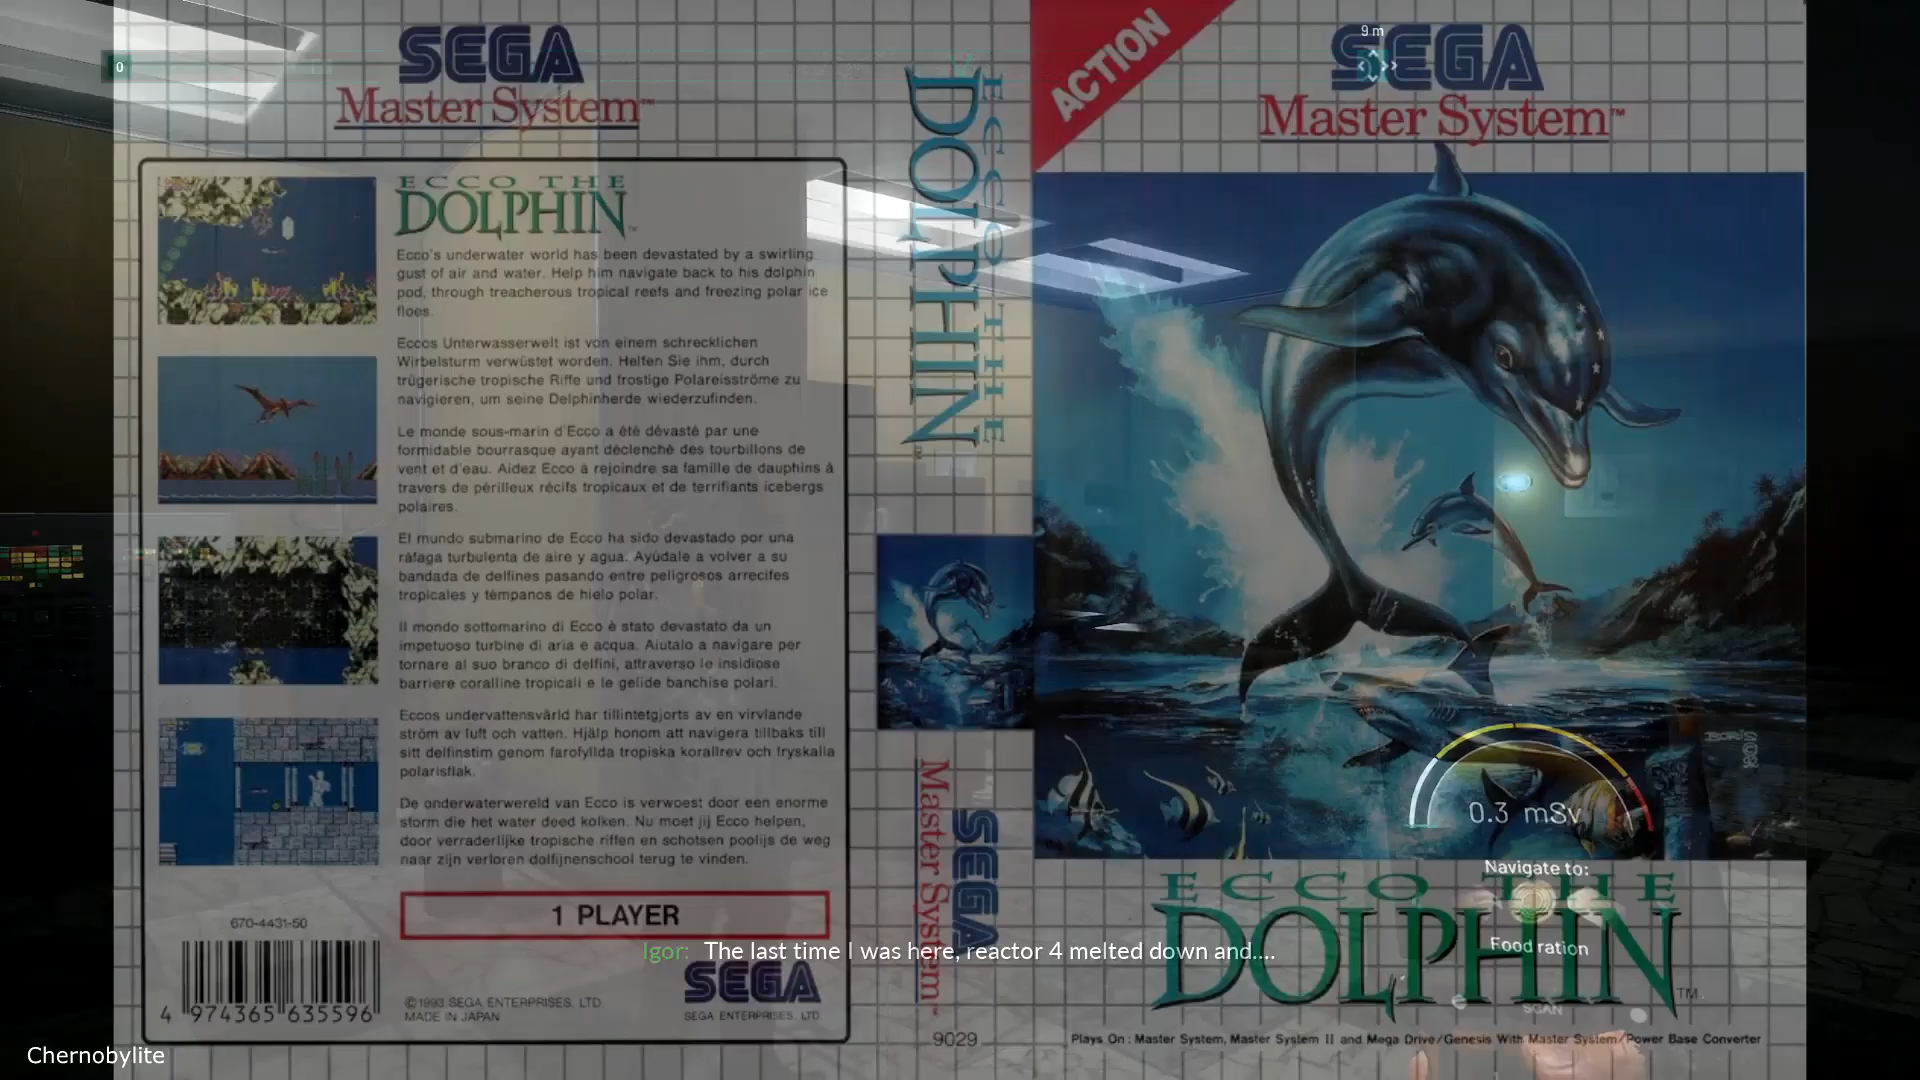 SEGA
Master System™
ECCO THE
DOLPHIN™
Ecco's underwater world has been devastated by a swirling
gust of air and water. Help him navigate back to his dolphin
pod, through treacherous tropical reefs and freezing polar ice
floes.
Eccos Unterwasserwelt ist von einem schrecklichen
Wirbelsturm verwüstet worden. Helfen Sie ihm, durch
trügerische tropische Riffe und frostige Polareisströme zu
navigieren, um seine Delphinherde wiederzufinden.
Le monde sous-marin d'Ecco a été dévasté par une
formidable bourrasque ayant déclenché des tourbillons de
vent et d'eau. Aidez Ecco à rejoindre sa famille de dauphins à
travers de périlleux récifs tropicaux et de terrifiants icebergs
polaires.
El mundo submarino de Ecco ha sido devastado por una
ráfaga turbulenta de aire y agua. Ayúdale a volver a su
bandada de delfines pasando entre peligrosos arrecifes
tropicales y témpanos de hielo polar.
Il mondo sottomarino di Ecco è stato devastato da un
impetuoso turbine di aria e acqua. Aiutalo a navigare per
tornare al suo branco di delfini, attraverso le insidiose
barriere coralline tropicali e le gelide banchise polari.
Eccos undervattensvärld har tillintetgjorts av en virvlande
ström av luft och vatten. Hjälp honom att navigera tillbaks till
sitt delfinstim genom farofyllda tropiska korallrev och fryskalla
polarisflak.
De onderwaterwereld van Ecco is verwoest door een enorme
storm die het water deed kolken. Nu moet jij Ecco helpen,
door verraderlijke tropische riffen en schotsen poolijs de weg
naar zijn verloren dolfijnenschool terug te vinden.
1 PLAYER
670-4431-50
4 974365 635596
©1993 SEGA ENTERPRISES, LTD.
MADE IN JAPAN
SEGA
SEGA ENTERPRISES, LTD.
ECCO THE
DOLPHIN™
SEGA
Master System™
9029
ACTION
SEGA
Master System™
ECCO THE
DOLPHIN™
Plays On: Master System, Master System II and Mega Drive/Genesis With Master System/Power Base Converter
0
9 m
0.3 mSv
Navigate to:
Food ration
SCAN
Igor: The last time I was here, reactor 4 melted down and....
Chernobylite